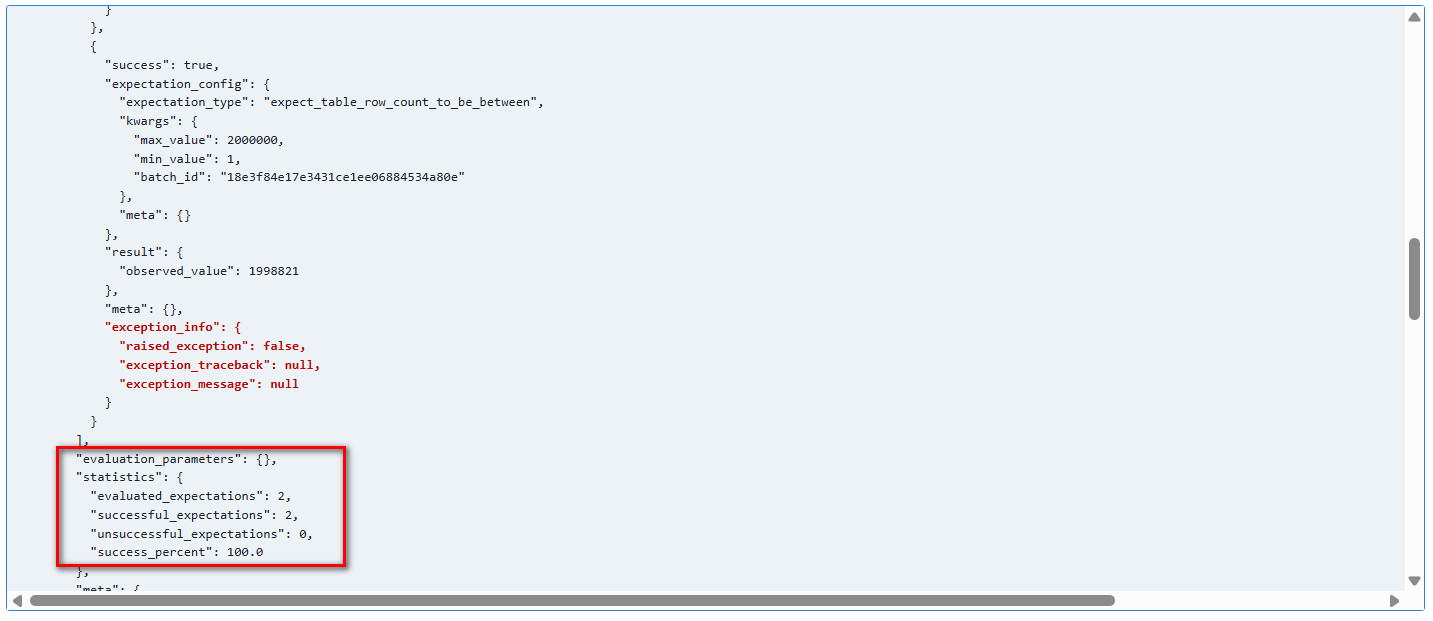 }
},
{
"success": true,
"expectation_config": {
"expectation_type": "expect_table_row_count_to_be_between",
"kwargs": {
"max_value": 2000000,
"min_value": 1,
"batch_id": "18e3f84e17e3431ce1ee06884534a80e"
},
"meta": {}
},
"result": {
"observed_value": 1998821
},
"meta": {},
"exception_info": {
"raised_exception": false,
"exception_traceback": null,
"exception_message": null
}
}
],
"evaluation_parameters": {},
"statistics": {
"evaluated_expectations": 2,
"successful_expectations": 2,
"unsuccessful_expectations": 0,
"success_percent": 100.0
},
"meta": {